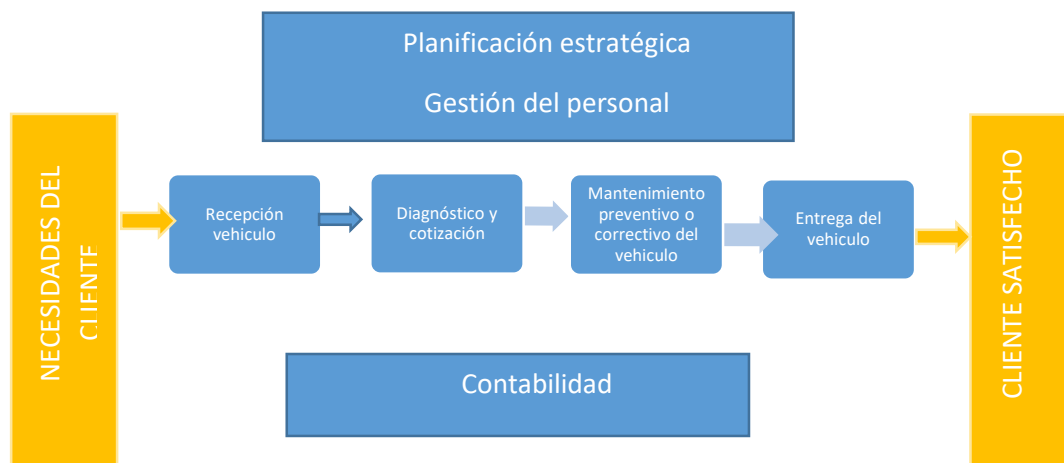 Planificación estratégica
Gestión del personal
NECESIDADES DEL
CLIENTE
Recepción
vehiculo
Diagnóstico y
cotización
Mantenimiento
preventivo o
correctivo del
vehiculo
Entrega del
vehiculo
CLIENTE SATISFECHO
Contabilidad